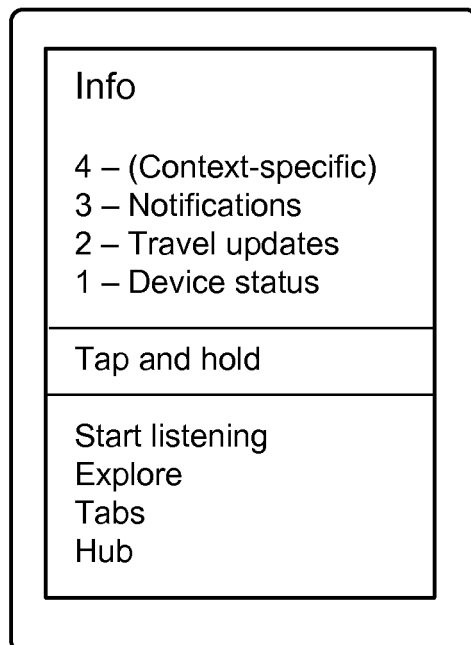 Info
4 – (Context-specific)
3 – Notifications
2 – Travel updates
1 – Device status
Tap and hold
Start listening
Explore
Tabs
Hub